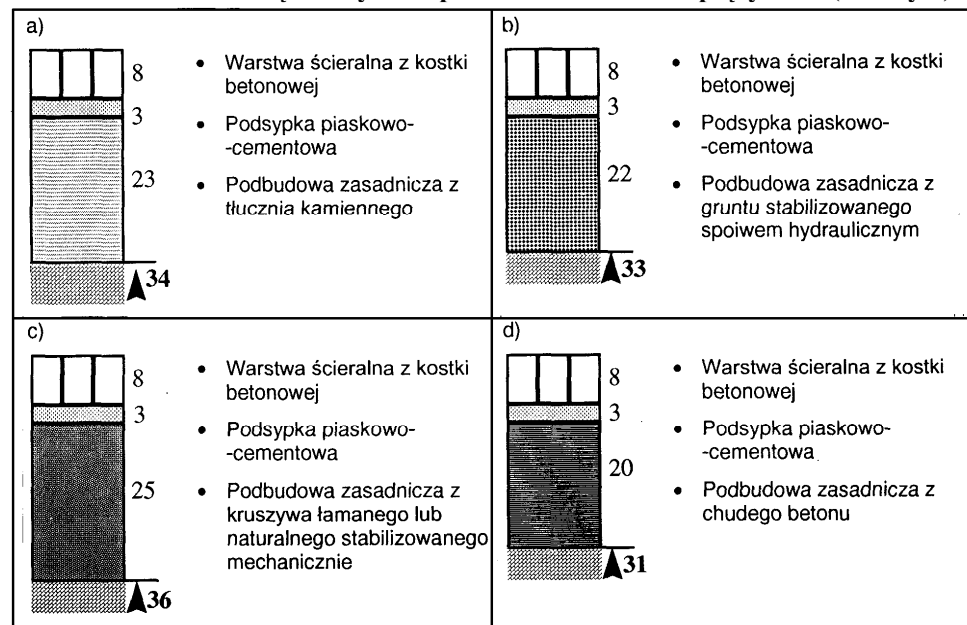 a)
8
3
23
34
• Warstwa ścieralna z kostki
betonowej
• Podsypka piaskowo-
-cementowa
• Podbudowa zasadnicza z
tłucznia kamiennego
b)
8
3
22
33
• Warstwa ścieralna z kostki
betonowej
• Podsypka piaskowo-
-cementowa
• Podbudowa zasadnicza z
gruntu stabilizowanego
spoiwem hydraulicznym
c)
8
3
25
36
• Warstwa ścieralna z kostki
betonowej
• Podsypka piaskowo-
-cementowa
• Podbudowa zasadnicza z
kruszywa łamanego lub
naturalnego stabilizowanego
mechanicznie
d)
8
3
20
31
• Warstwa ścieralna z kostki
betonowej
• Podsypka piaskowo-
-cementowa
• Podbudowa zasadnicza z
chudego betonu